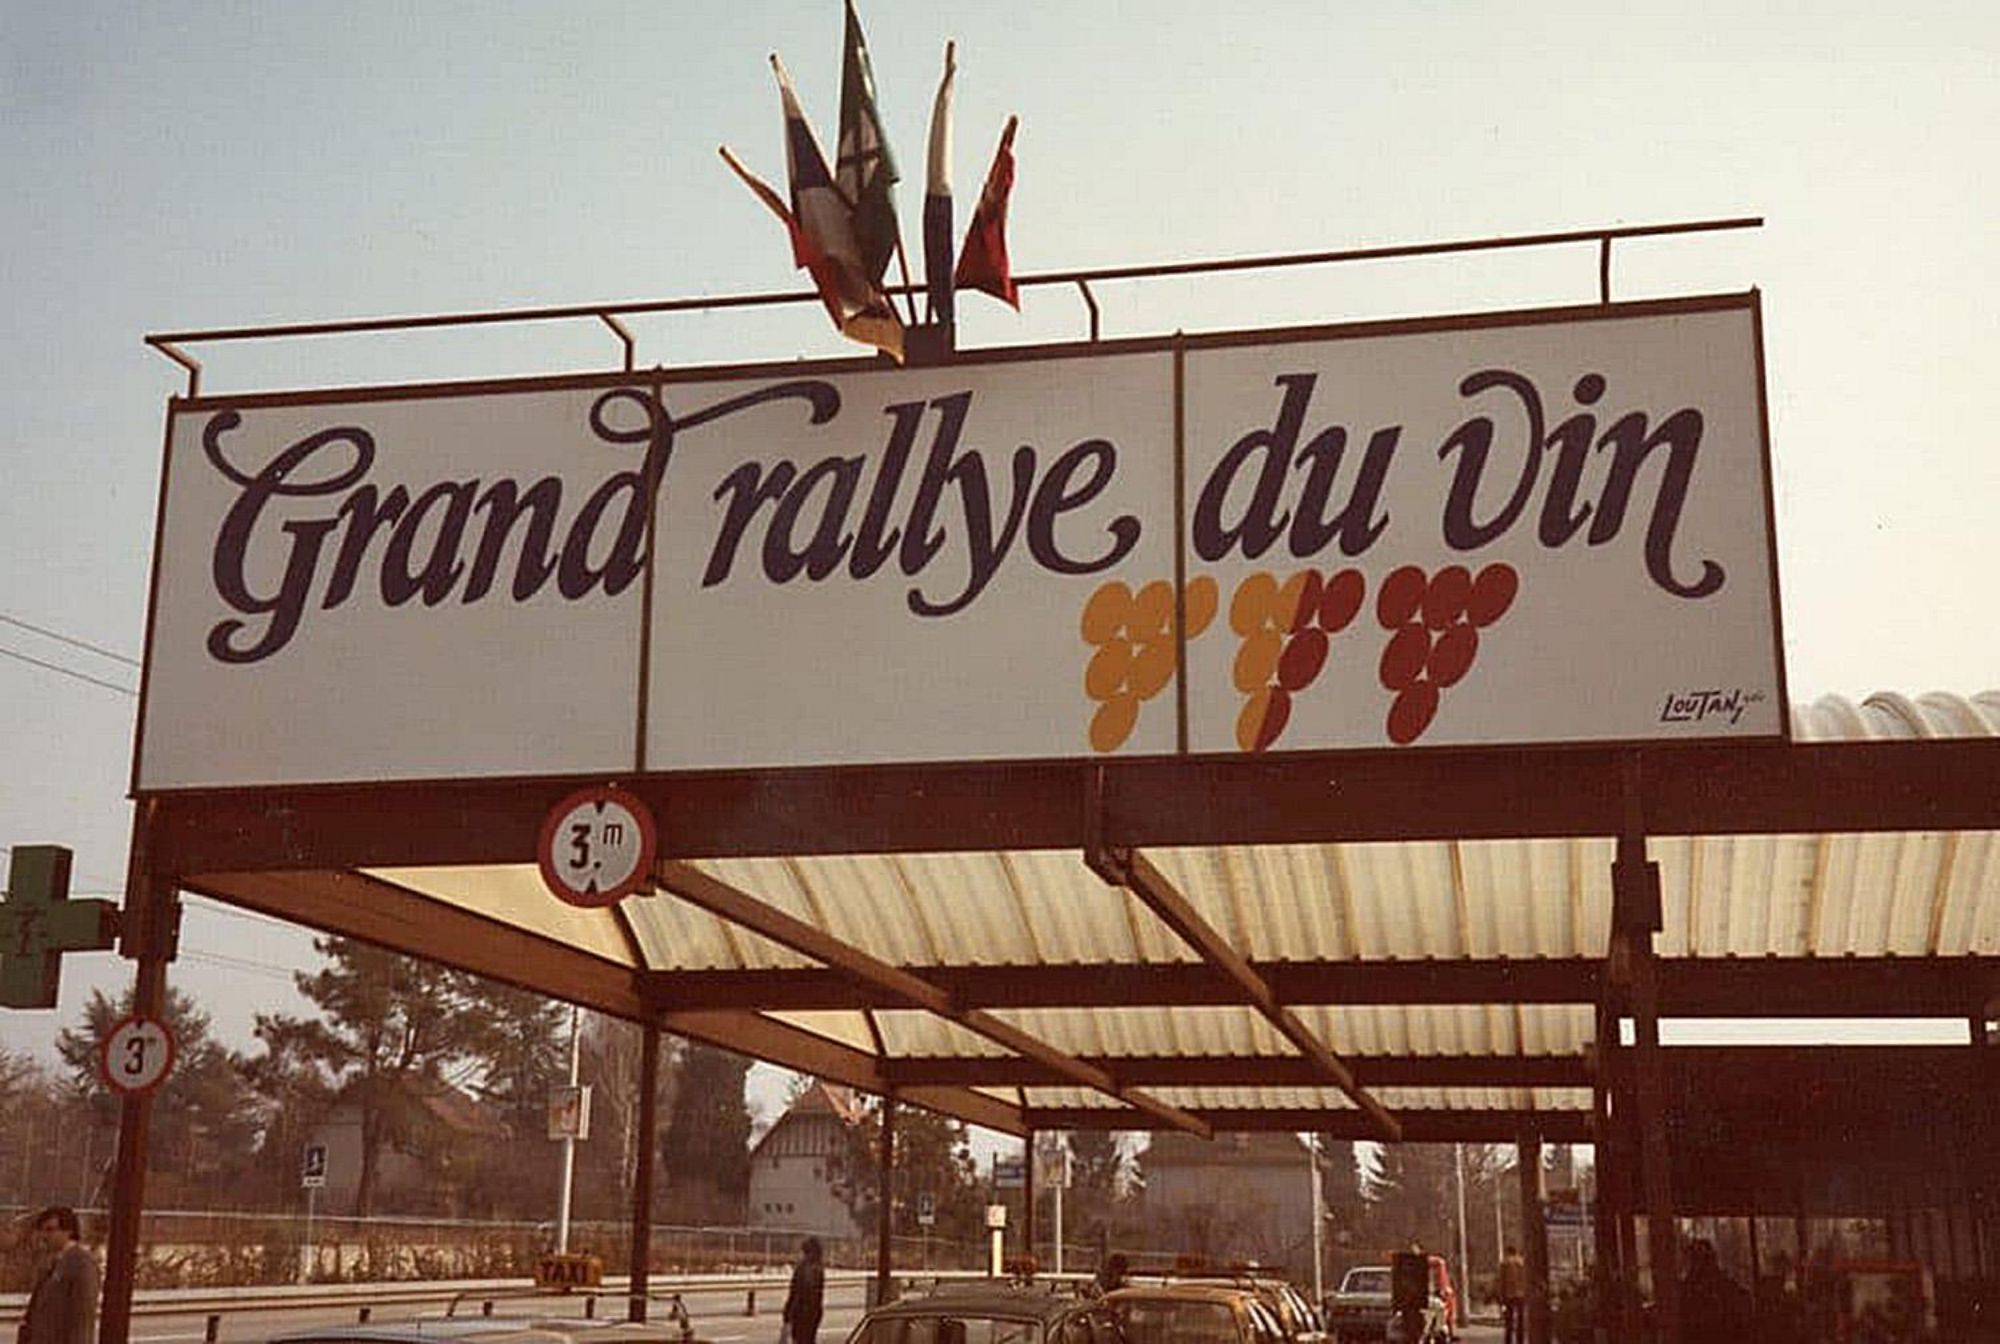 Grand rallye du vin
LOUTAN
3.m
3m
TAXI